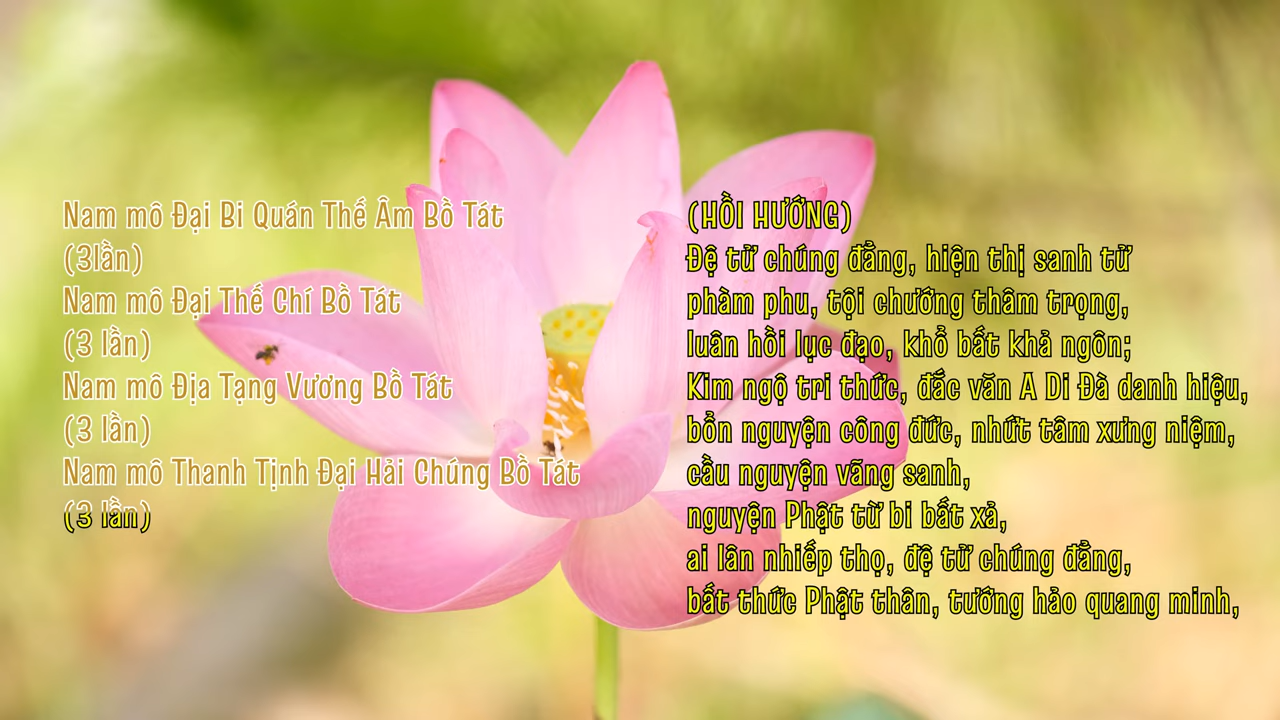 Nam mô Đại Bi Quán Thế Âm Bồ Tát
(3lần)
Nam mô Đại Thế Chí Bồ Tát
(3 lần)
Nam mô Địa Tạng Vương Bồ Tát
(3 lần)
Nam mô Thanh Tịnh Đại Hải Chúng Bồ Tát
(3 lần)
(HỒI HƯỚNG)
Đệ tử chúng đẳng, hiện thị sanh tử
phàm phu, tội chướng thâm trọng,
luân hồi lục đạo, khổ bất khả ngôn;
Kim ngộ tri thức, đắc văn A Di Đà danh hiệu,
bổn nguyện công đức, nhứt tâm xưng niệm,
cầu nguyện vãng sanh,
nguyện Phật từ bi bất xả,
ai lân nhiếp thọ, đệ tử chúng đẳng,
bất thức Phật thân, tướng hảo quang minh,